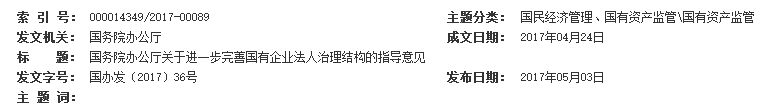 索 引 号： 000014349/2017-00089 主题分类： 国民经济管理、国有资产监管\国有资产监管
发文机关： 国务院办公厅 成文日期： 2017年04月24日
标 题： 国务院办公厅关于进一步完善国有企业法人治理结构的指导意见
发文字号： 国办发〔2017〕36号 发布日期： 2017年05月03日
主 题 词：